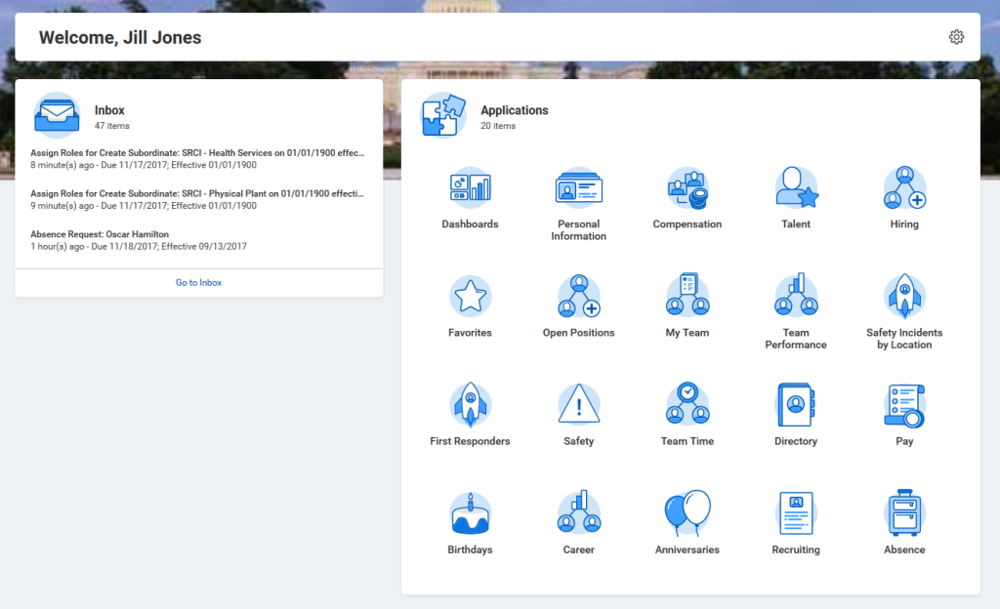 Welcome, Jill Jones
Inbox
47 items
Assign Roles for Create Subordinate: SRCI - Health Services on 01/01/1900 effec...
8 minute(s) ago - Due 11/17/2017; Effective 01/01/1900
Assign Roles for Create Subordinate: SRCI - Physical Plant on 01/01/1900 effecti...
9 minute(s) ago - Due 11/17/2017; Effective 01/01/1900
Absence Request: Oscar Hamilton
1 hour(s) ago - Due 11/18/2017; Effective 09/13/2017
Go to Inbox
Applications
20 items
Dashboards
Personal
Information
Compensation
Talent
Hiring
Favorites
Open Positions
My Team
Team
Performance
Safety Incidents
by Location
First Responders
Safety
Team Time
Directory
Pay
Birthdays
Career
Anniversaries
Recruiting
Absence